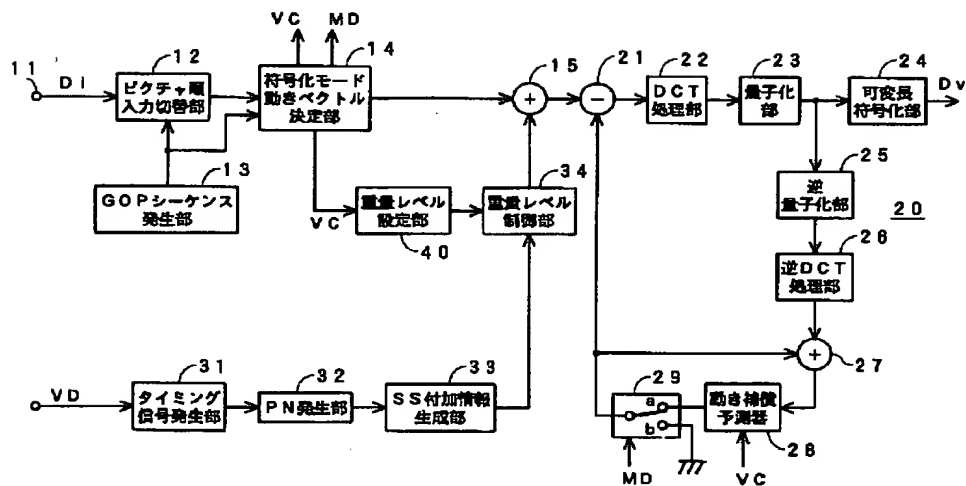 VC MD
11 DI
12
ピクチャ順
入力切替部
14
符号化モード
動きベクトル
決定部
13
GOPシーケンス
発生部
15
+
21
−
22
DCT
処理部
23
量子化
部
24
可変長
符号化部
Dv
25
逆
量子化部
20
26
逆DCT
処理部
+
27
VC
重畳レベル
設定部
40
34
重畳レベル
制御部
VD
31
タイミング
信号発生部
32
PN発生部
33
SS付加情報
生成部
29
a
b
MD
動き補償
予測器
28
VC